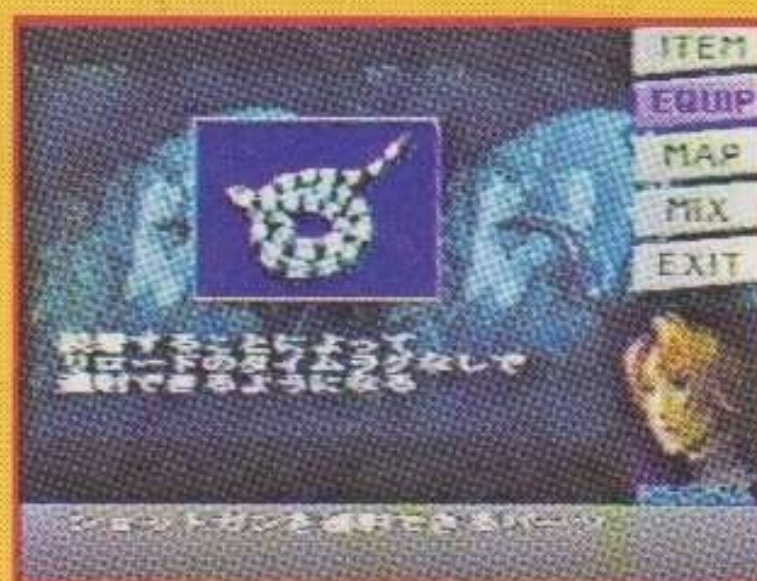 ITEM
EQUIP
MAP
MIX
EXIT
装着することによって
リロードのタイムラグなしで
連射できるようになる
ショットガンを連射できるパーツ